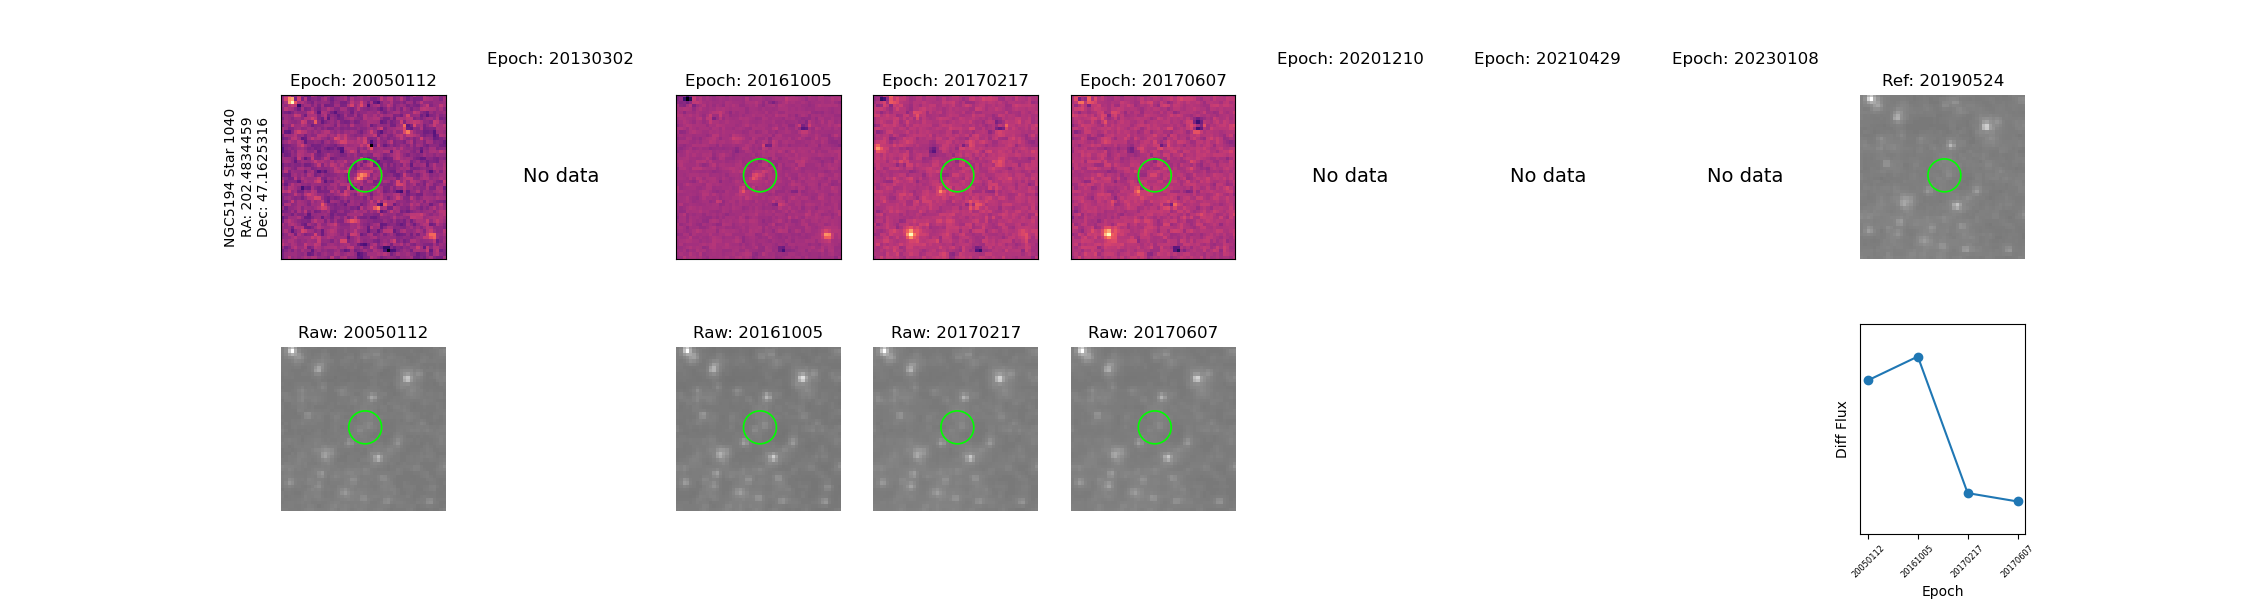 NGC5194 Star 1040
RA: 202.4834459
Dec: 47.1625316
Epoch: 20050112
Epoch: 20130302
No data
Epoch: 20161005
Epoch: 20170217
Epoch: 20170607
Epoch: 20201210
No data
Epoch: 20210429
No data
Epoch: 20230108
No data
Ref: 20190524
Raw: 20050112
Raw: 20161005
Raw: 20170217
Raw: 20170607
Diff Flux
20050112
20161005
20170217
20170607
Epoch